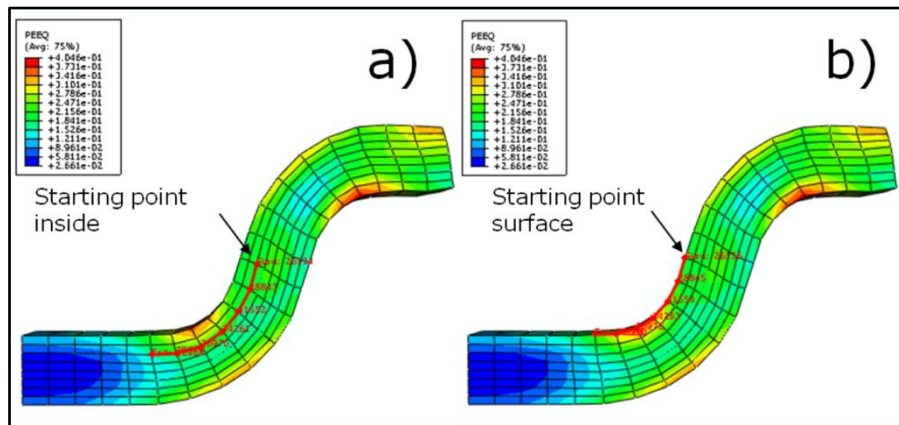 PEEQ
(Avg: 75%)
+4.046e-01
+3.731e-01
+3.416e-01
+3.101e-01
+2.786e-01
+2.471e-01
+2.156e-01
+1.841e-01
+1.526e-01
+1.211e-01
+8.961e-02
+5.811e-02
+2.661e-02
a)
Starting point
inside
PEEQ
(Avg: 75%)
+4.046e-01
+3.731e-01
+3.416e-01
+3.101e-01
+2.786e-01
+2.471e-01
+2.156e-01
+1.841e-01
+1.526e-01
+1.211e-01
+8.961e-02
+5.811e-02
+2.661e-02
b)
Starting point
surface